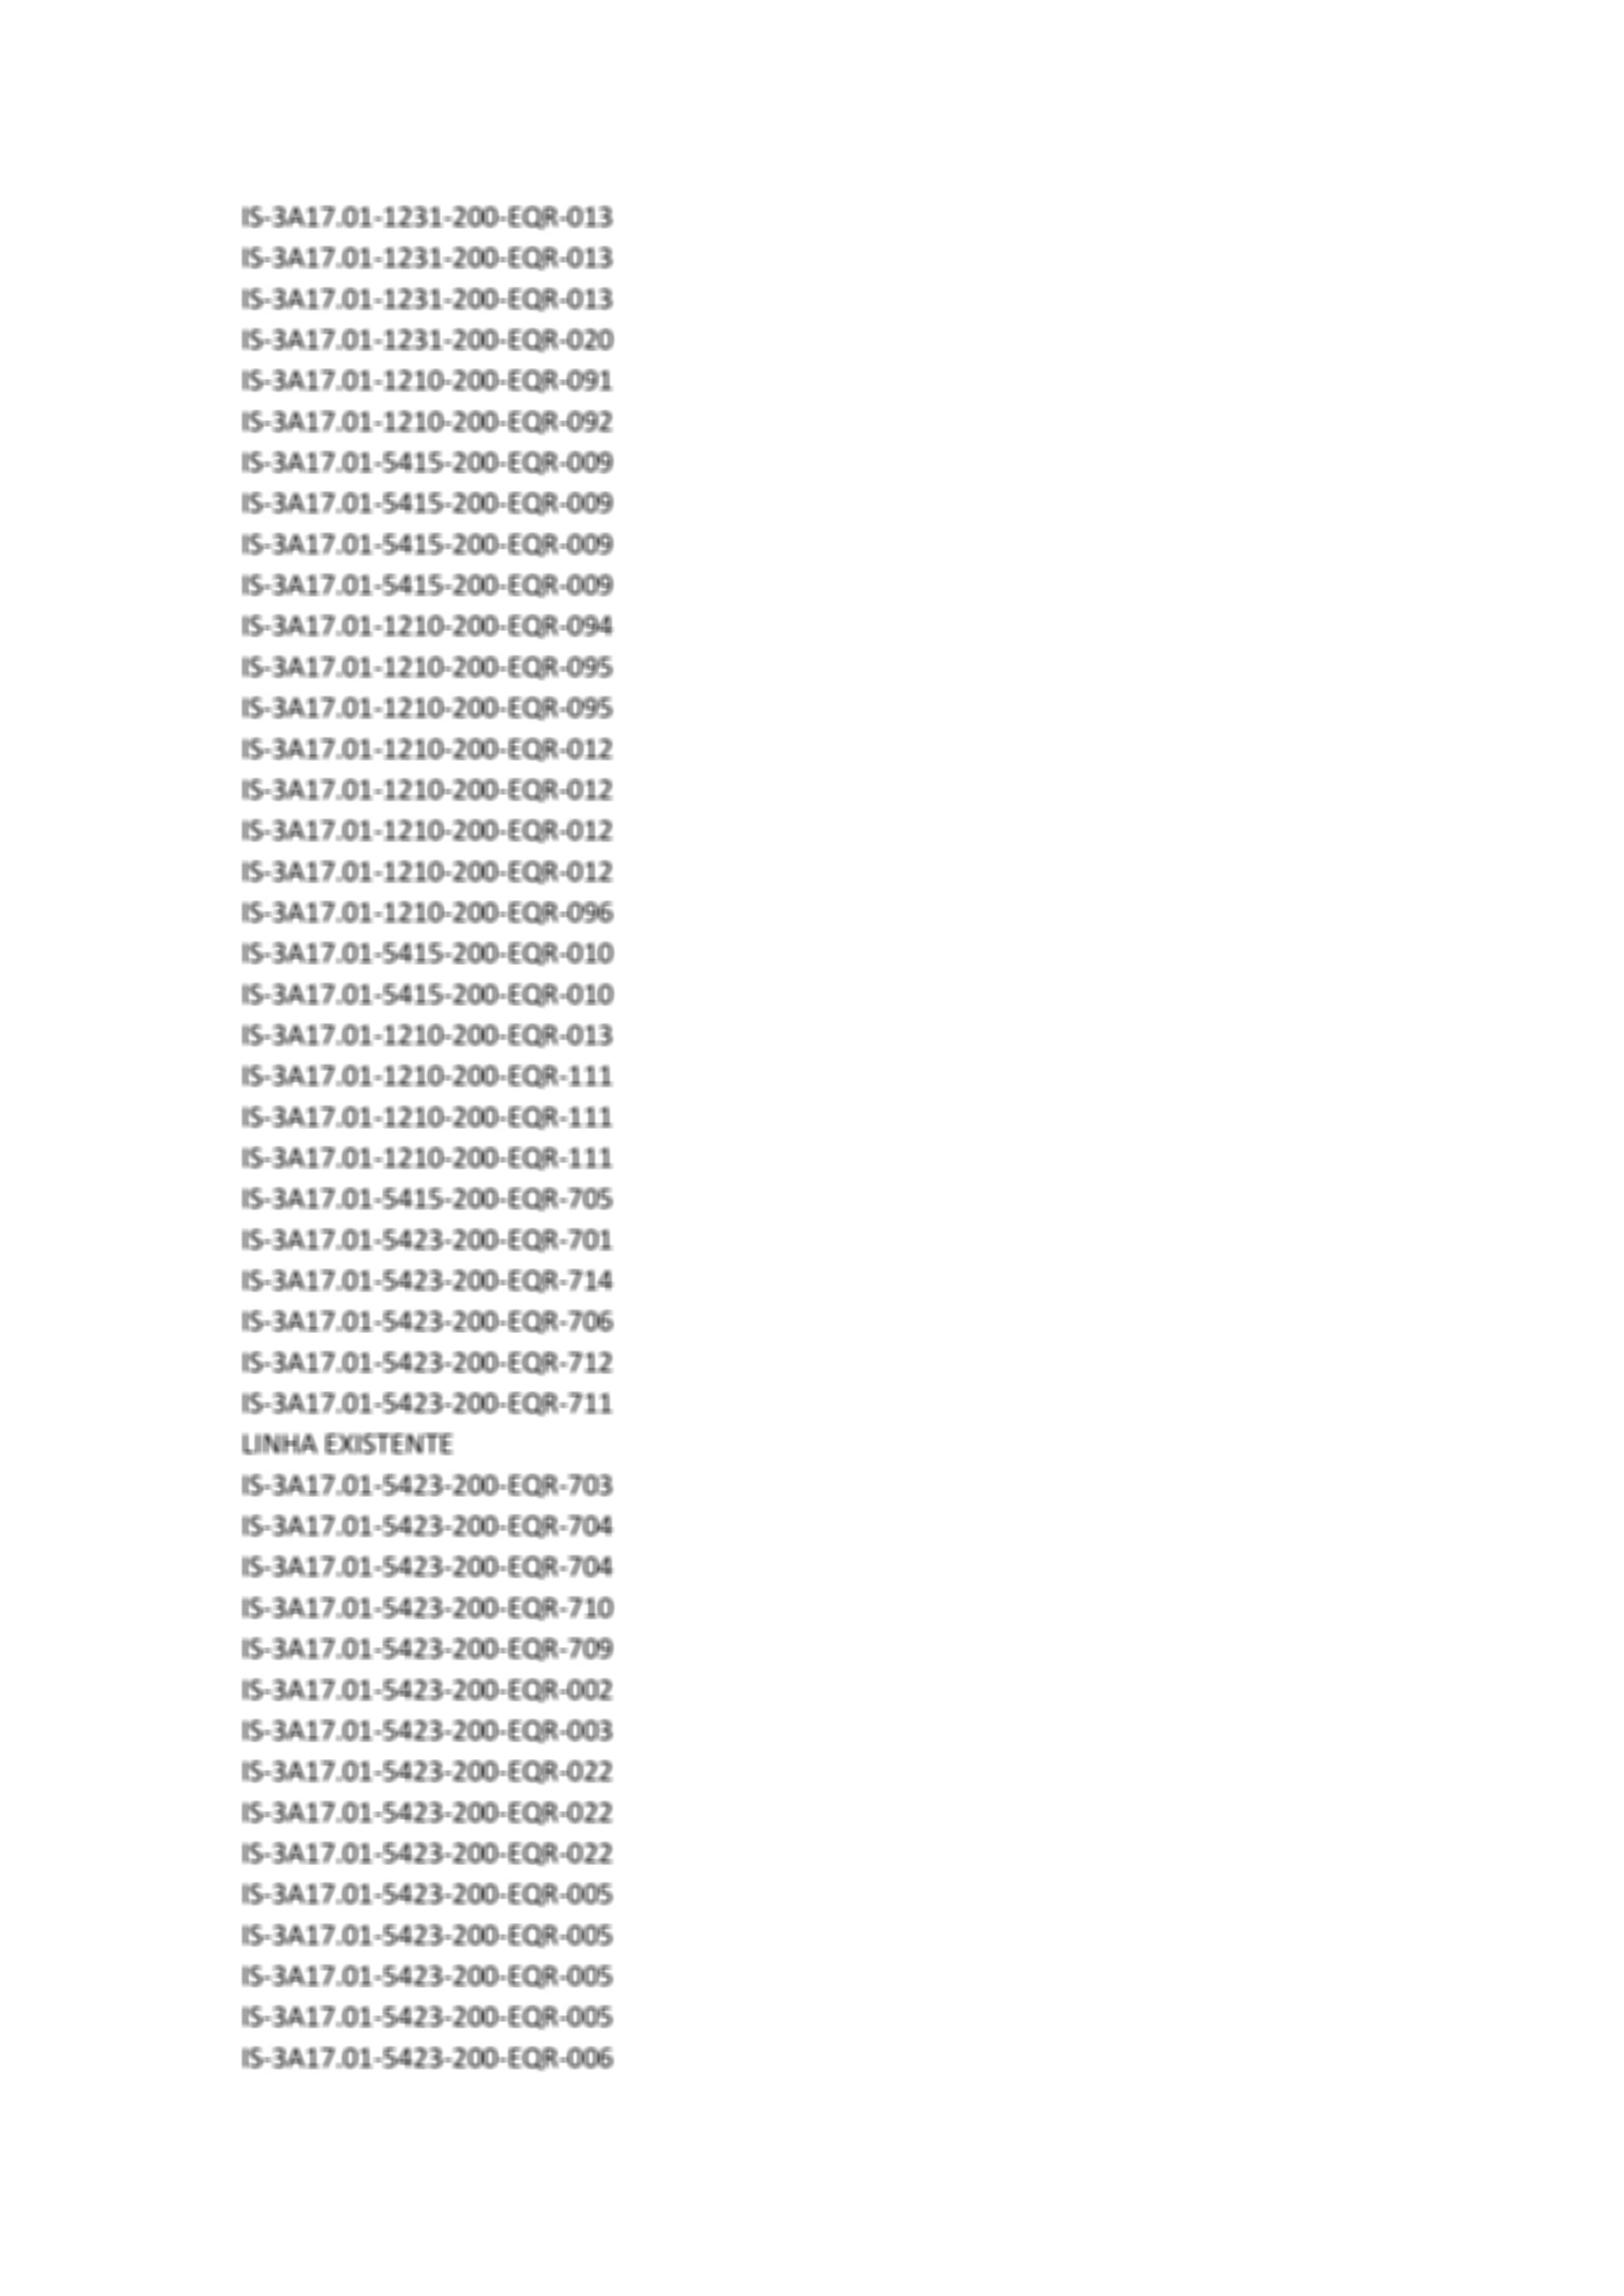 IS-3A17.01-1231-200-EQR-013
IS-3A17.01-1231-200-EQR-013
IS-3A17.01-1231-200-EQR-013
IS-3A17.01-1231-200-EQR-020
IS-3A17.01-1210-200-EQR-091
IS-3A17.01-1210-200-EQR-092
IS-3A17.01-5415-200-EQR-009
IS-3A17.01-5415-200-EQR-009
IS-3A17.01-5415-200-EQR-009
IS-3A17.01-5415-200-EQR-009
IS-3A17.01-1210-200-EQR-094
IS-3A17.01-1210-200-EQR-095
IS-3A17.01-1210-200-EQR-095
IS-3A17.01-1210-200-EQR-012
IS-3A17.01-1210-200-EQR-012
IS-3A17.01-1210-200-EQR-012
IS-3A17.01-1210-200-EQR-012
IS-3A17.01-1210-200-EQR-096
IS-3A17.01-5415-200-EQR-010
IS-3A17.01-5415-200-EQR-010
IS-3A17.01-1210-200-EQR-013
IS-3A17.01-1210-200-EQR-111
IS-3A17.01-1210-200-EQR-111
IS-3A17.01-1210-200-EQR-111
IS-3A17.01-5415-200-EQR-705
IS-3A17.01-5423-200-EQR-701
IS-3A17.01-5423-200-EQR-714
IS-3A17.01-5423-200-EQR-706
IS-3A17.01-5423-200-EQR-712
IS-3A17.01-5423-200-EQR-711
LINHA EXISTENTE
IS-3A17.01-5423-200-EQR-703
IS-3A17.01-5423-200-EQR-704
IS-3A17.01-5423-200-EQR-704
IS-3A17.01-5423-200-EQR-710
IS-3A17.01-5423-200-EQR-709
IS-3A17.01-5423-200-EQR-002
IS-3A17.01-5423-200-EQR-003
IS-3A17.01-5423-200-EQR-022
IS-3A17.01-5423-200-EQR-022
IS-3A17.01-5423-200-EQR-022
IS-3A17.01-5423-200-EQR-005
IS-3A17.01-5423-200-EQR-005
IS-3A17.01-5423-200-EQR-005
IS-3A17.01-5423-200-EQR-005
IS-3A17.01-5423-200-EQR-006